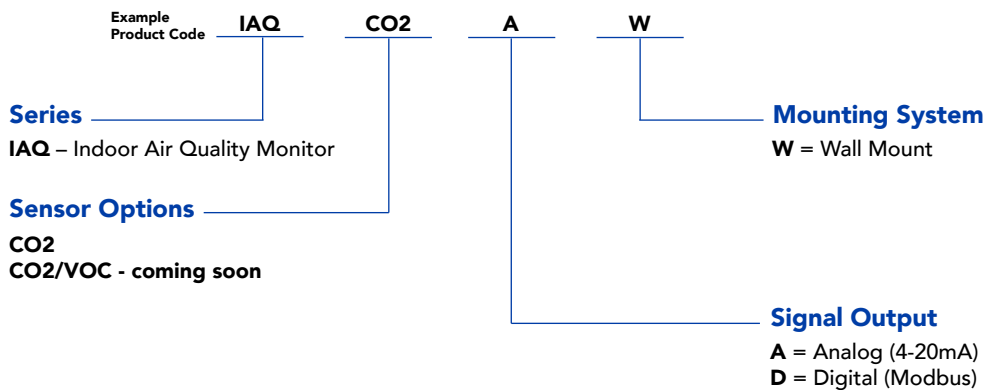 Example
Product Code
IAQ CO2 A W
Series
IAQ – Indoor Air Quality Monitor
Mounting System
W = Wall Mount
Sensor Options
CO2
CO2/VOC - coming soon
Signal Output
A = Analog (4-20mA)
D = Digital (Modbus)